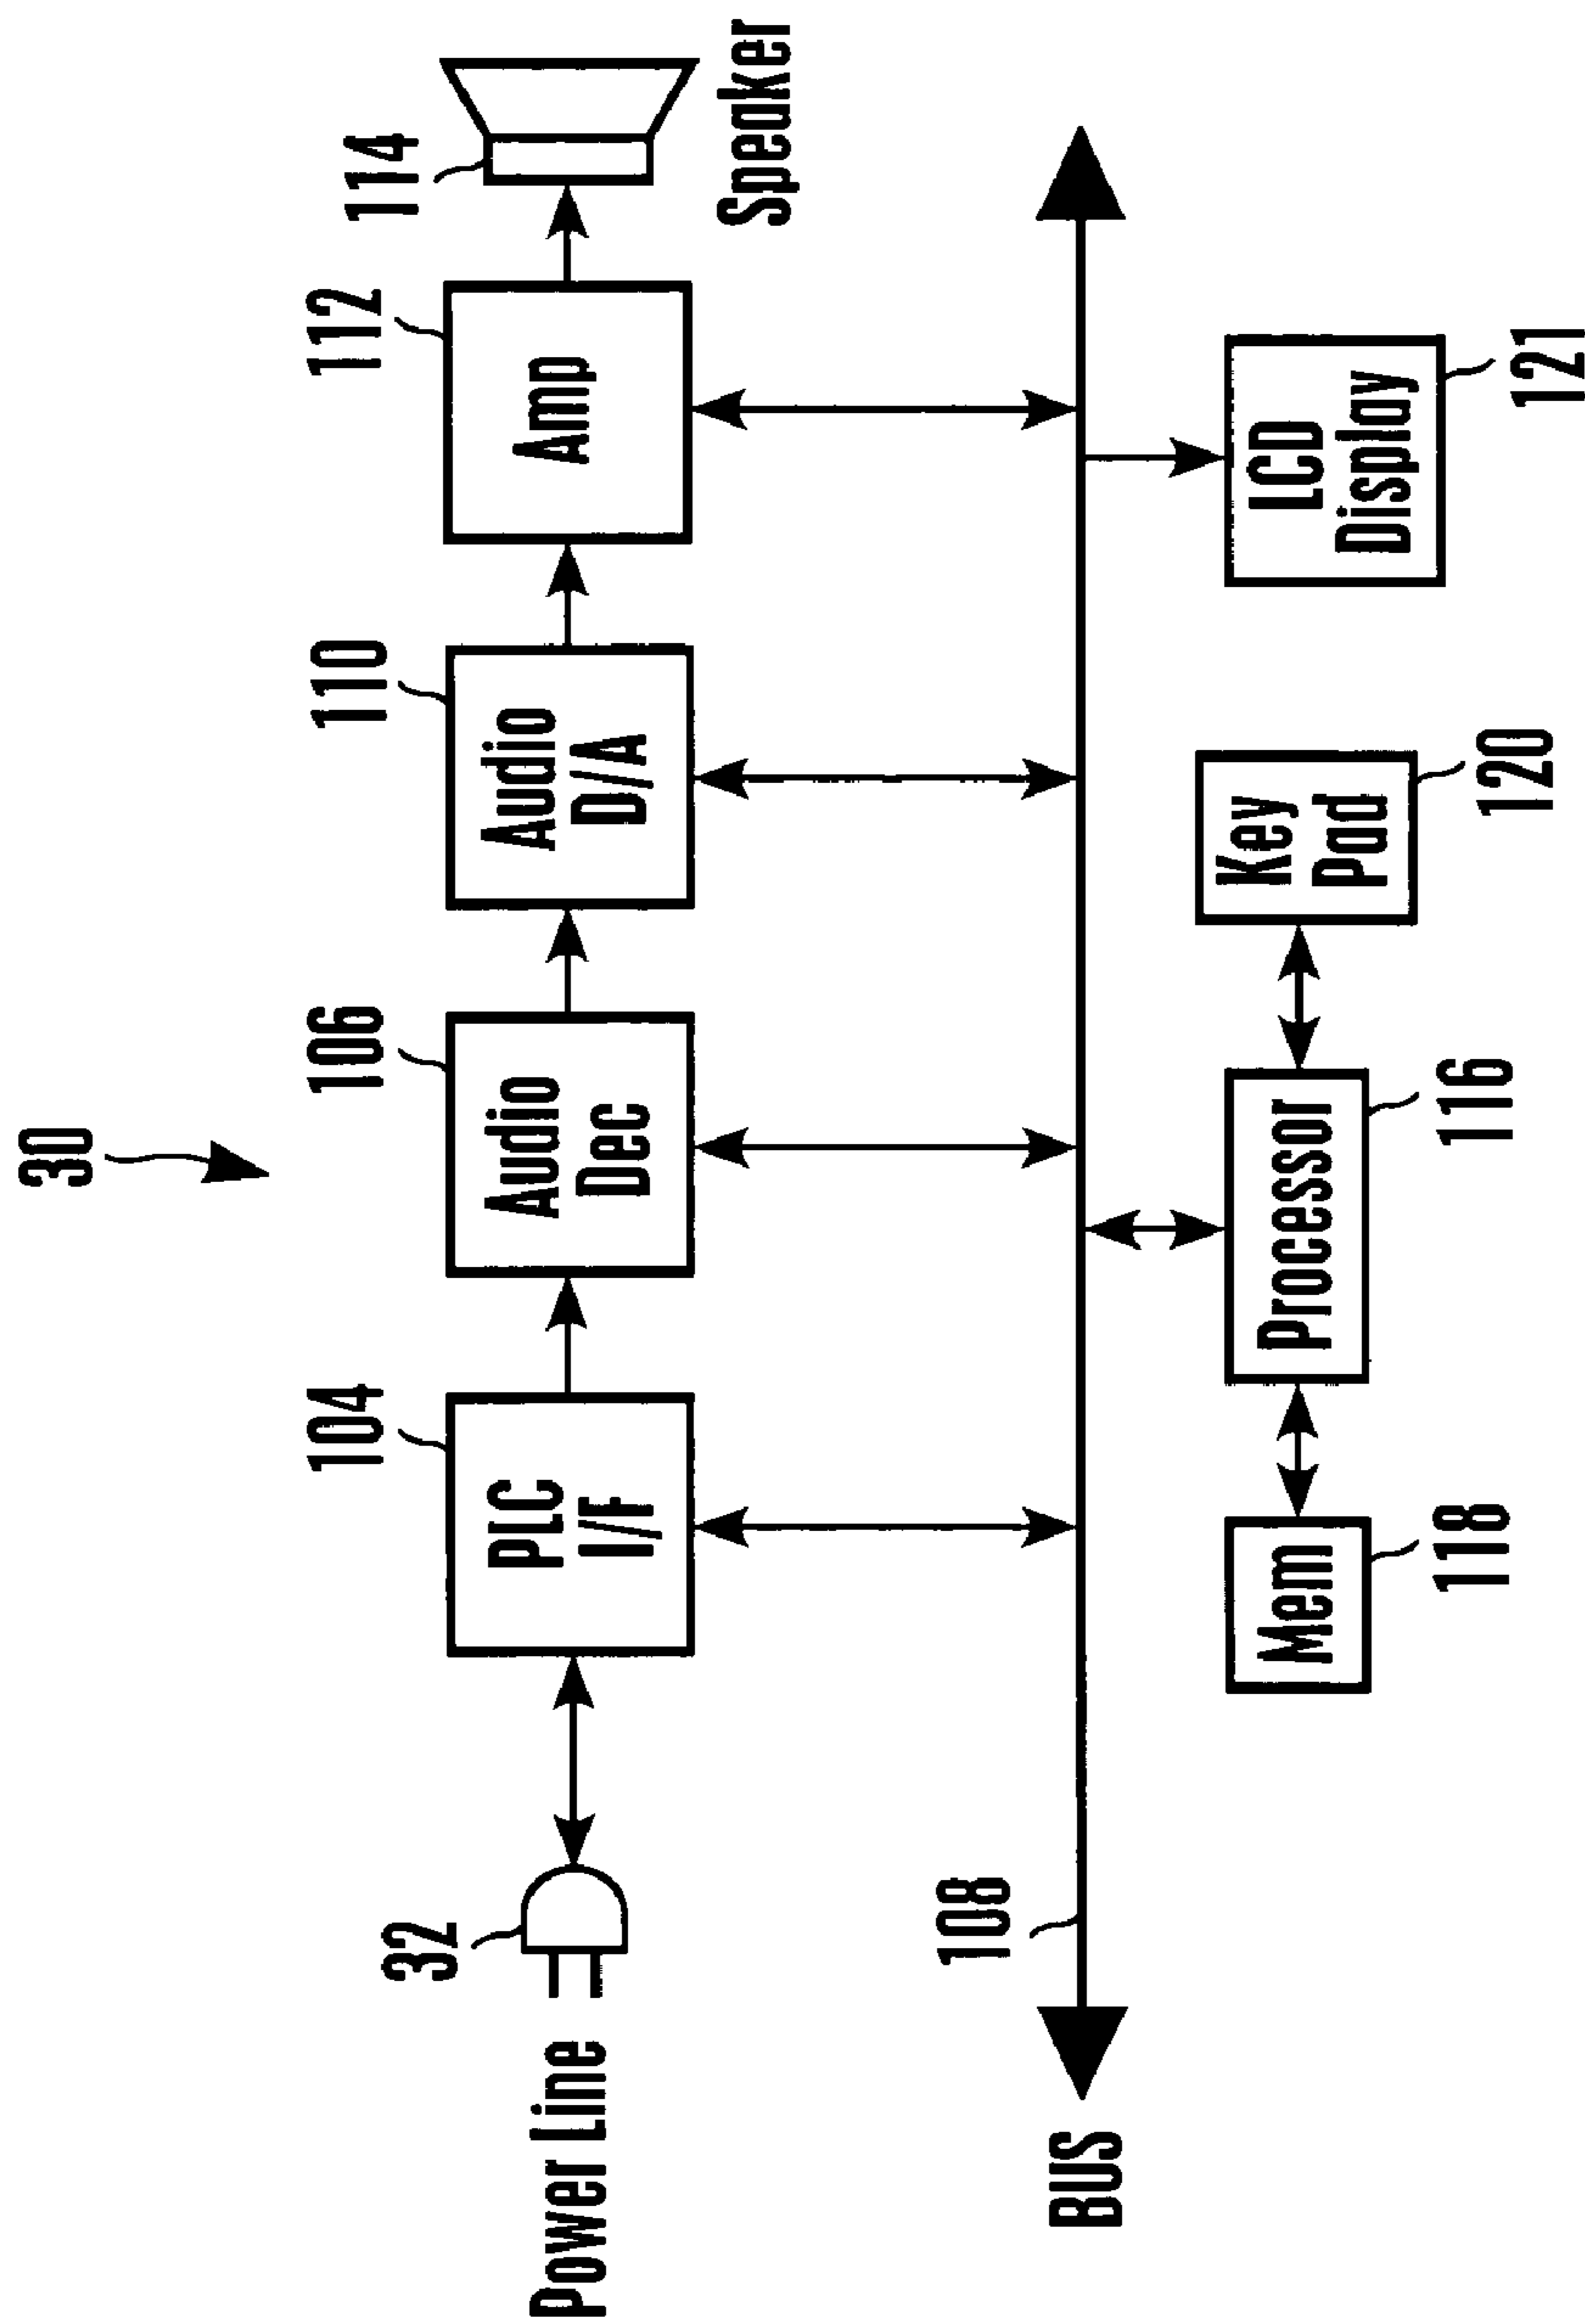 30
104
106
110
112
114
32
Power Line
PLC
I/F
Audio
Dec
Audio
D/A
Amp
Speaker
108
BUS
Mem
118
Processor
116
Key
Pad
120
LCD
Display
121